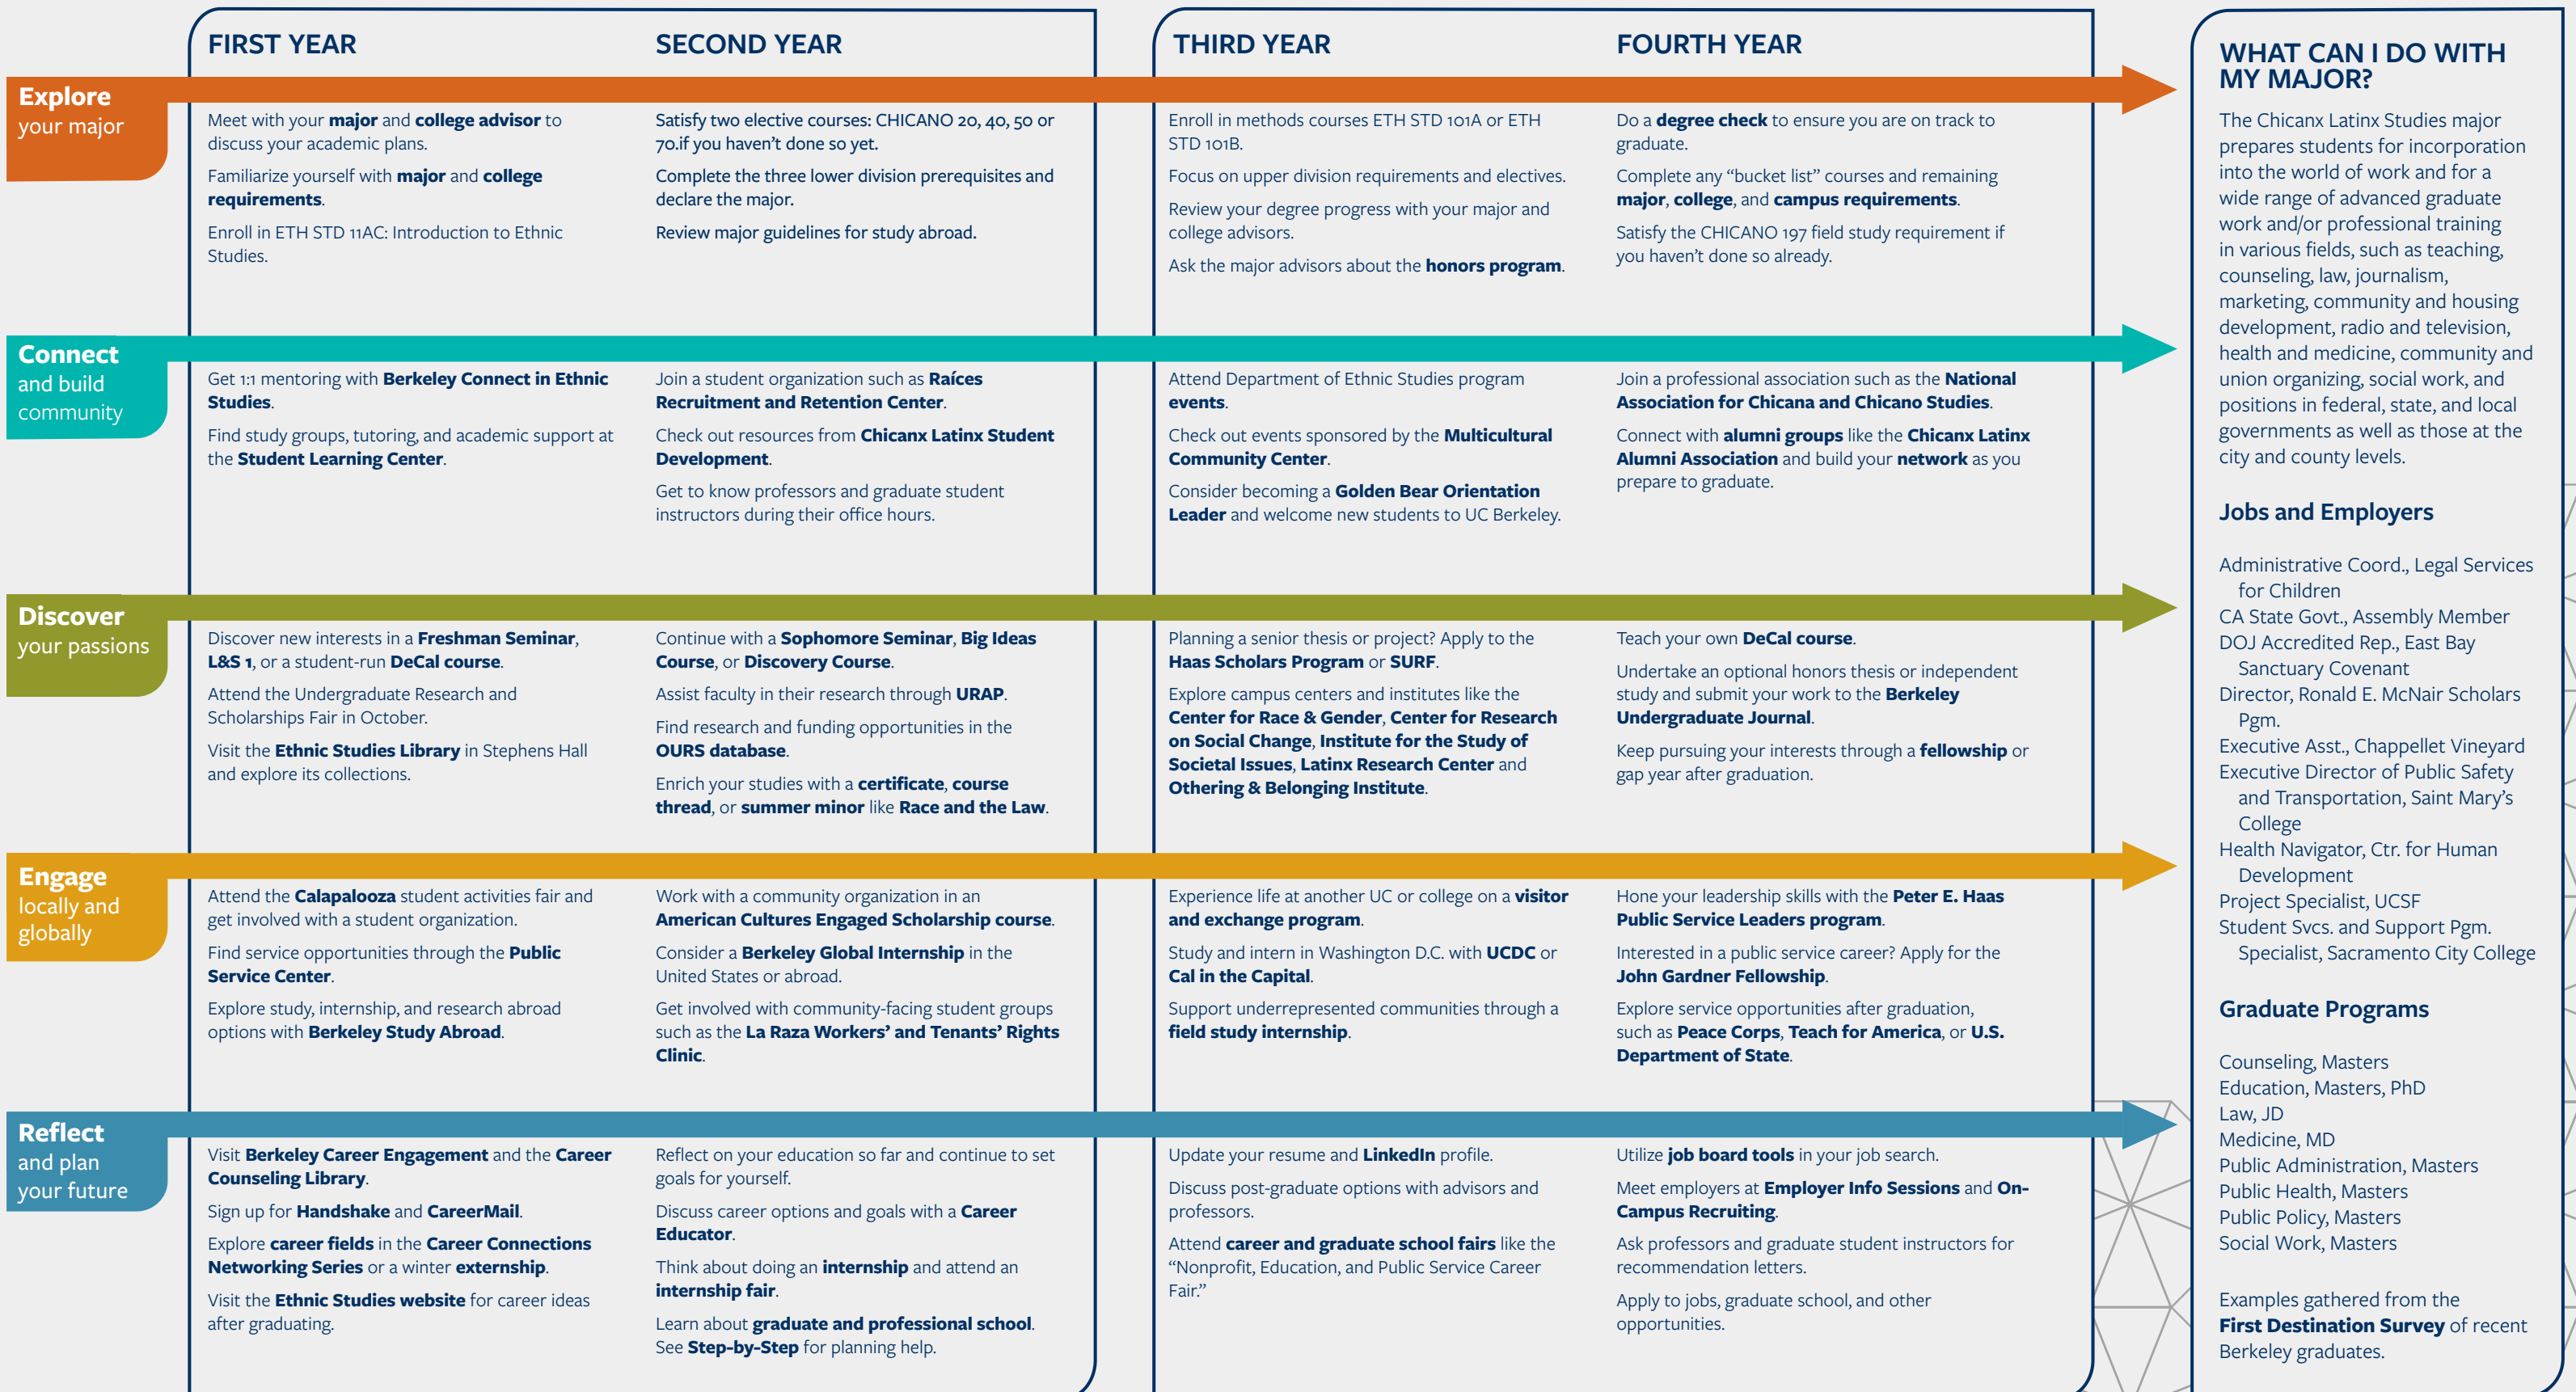 FIRST YEAR
SECOND YEAR
THIRD YEAR
FOURTH YEAR
Explore
your major
Meet with your major and college advisor to
discuss your academic plans.
Familiarize yourself with major and college
requirements.
Enroll in ETH STD 11AC: Introduction to Ethnic
Studies.
Satisfy two elective courses: CHICANO 20, 40, 50 or
70.if you haven't done so yet.
Complete the three lower division prerequisites and
declare the major.
Review major guidelines for study abroad.
Enroll in methods courses ETH STD 101A or ETH
STD 101B.
Focus on upper division requirements and electives.
Review your degree progress with your major and
college advisors.
Ask the major advisors about the honors program.
Do a degree check to ensure you are on track to
graduate.
Complete any “bucket list” courses and remaining
major, college, and campus requirements.
Satisfy the CHICANO 197 field study requirement if
you haven't done so already.
Connect
and build
community
Get 1:1 mentoring with Berkeley Connect in Ethnic
Studies.
Find study groups, tutoring, and academic support at
the Student Learning Center.
Join a student organization such as Raíces
Recruitment and Retention Center.
Check out resources from Chicanx Latinx Student
Development.
Get to know professors and graduate student
instructors during their office hours.
Attend Department of Ethnic Studies program
events.
Check out events sponsored by the Multicultural
Community Center.
Consider becoming a Golden Bear Orientation
Leader and welcome new students to UC Berkeley.
Join a professional association such as the National
Association for Chicana and Chicano Studies.
Connect with alumni groups like the Chicanx Latinx
Alumni Association and build your network as you
prepare to graduate.
Discover
your passions
Discover new interests in a Freshman Seminar,
L&S 1, or a student-run DeCal course.
Attend the Undergraduate Research and
Scholarships Fair in October.
Visit the Ethnic Studies Library in Stephens Hall
and explore its collections.
Continue with a Sophomore Seminar, Big Ideas
Course, or Discovery Course.
Assist faculty in their research through URAP.
Find research and funding opportunities in the
OURS database.
Enrich your studies with a certificate, course
thread, or summer minor like Race and the Law.
Planning a senior thesis or project? Apply to the
Haas Scholars Program or SURF.
Explore campus centers and institutes like the
Center for Race & Gender, Center for Research
on Social Change, Institute for the Study of
Societal Issues, Latinx Research Center and
Othering & Belonging Institute.
Teach your own DeCal course.
Undertake an optional honors thesis or independent
study and submit your work to the Berkeley
Undergraduate Journal.
Keep pursuing your interests through a fellowship or
gap year after graduation.
Engage
locally and
globally
Attend the Calapalooza student activities fair and
get involved with a student organization.
Find service opportunities through the Public
Service Center.
Explore study, internship, and research abroad
options with Berkeley Study Abroad.
Work with a community organization in an
American Cultures Engaged Scholarship course.
Consider a Berkeley Global Internship in the
United States or abroad.
Get involved with community-facing student groups
such as the La Raza Workers' and Tenants' Rights
Clinic.
Experience life at another UC or college on a visitor
and exchange program.
Study and intern in Washington D.C. with UCDC or
Cal in the Capital.
Support underrepresented communities through a
field study internship.
Hone your leadership skills with the Peter E. Haas
Public Service Leaders program.
Interested in a public service career? Apply for the
John Gardner Fellowship.
Explore service opportunities after graduation,
such as Peace Corps, Teach for America, or U.S.
Department of State.
Reflect
and plan
your future
Visit Berkeley Career Engagement and the Career
Counseling Library.
Sign up for Handshake and CareerMail.
Explore career fields in the Career Connections
Networking Series or a winter externship.
Visit the Ethnic Studies website for career ideas
after graduating.
Reflect on your education so far and continue to set
goals for yourself.
Discuss career options and goals with a Career
Educator.
Think about doing an internship and attend an
internship fair.
Learn about graduate and professional school.
See Step-by-Step for planning help.
Update your resume and LinkedIn profile.
Discuss post-graduate options with advisors and
professors.
Attend career and graduate school fairs like the
“Nonprofit, Education, and Public Service Career
Fair.”
Utilize job board tools in your job search.
Meet employers at Employer Info Sessions and On-
Campus Recruiting.
Ask professors and graduate student instructors for
recommendation letters.
Apply to jobs, graduate school, and other
opportunities.
WHAT CAN I DO WITH
MY MAJOR?
The Chicanx Latinx Studies major
prepares students for incorporation
into the world of work and for a
wide range of advanced graduate
work and/or professional training
in various fields, such as teaching,
counseling, law, journalism,
marketing, community and housing
development, radio and television,
health and medicine, community and
union organizing, social work, and
positions in federal, state, and local
governments as well as those at the
city and county levels.
Jobs and Employers
Administrative Coord., Legal Services
for Children
CA State Govt., Assembly Member
DOJ Accredited Rep., East Bay
Sanctuary Covenant
Director, Ronald E. McNair Scholars
Pgm.
Executive Asst., Chappellet Vineyard
Executive Director of Public Safety
and Transportation, Saint Mary's
College
Health Navigator, Ctr. for Human
Development
Project Specialist, UCSF
Student Svcs. and Support Pgm.
Specialist, Sacramento City College
Graduate Programs
Counseling, Masters
Education, Masters, PhD
Law, JD
Medicine, MD
Public Administration, Masters
Public Health, Masters
Public Policy, Masters
Social Work, Masters
Examples gathered from the
First Destination Survey of recent
Berkeley graduates.